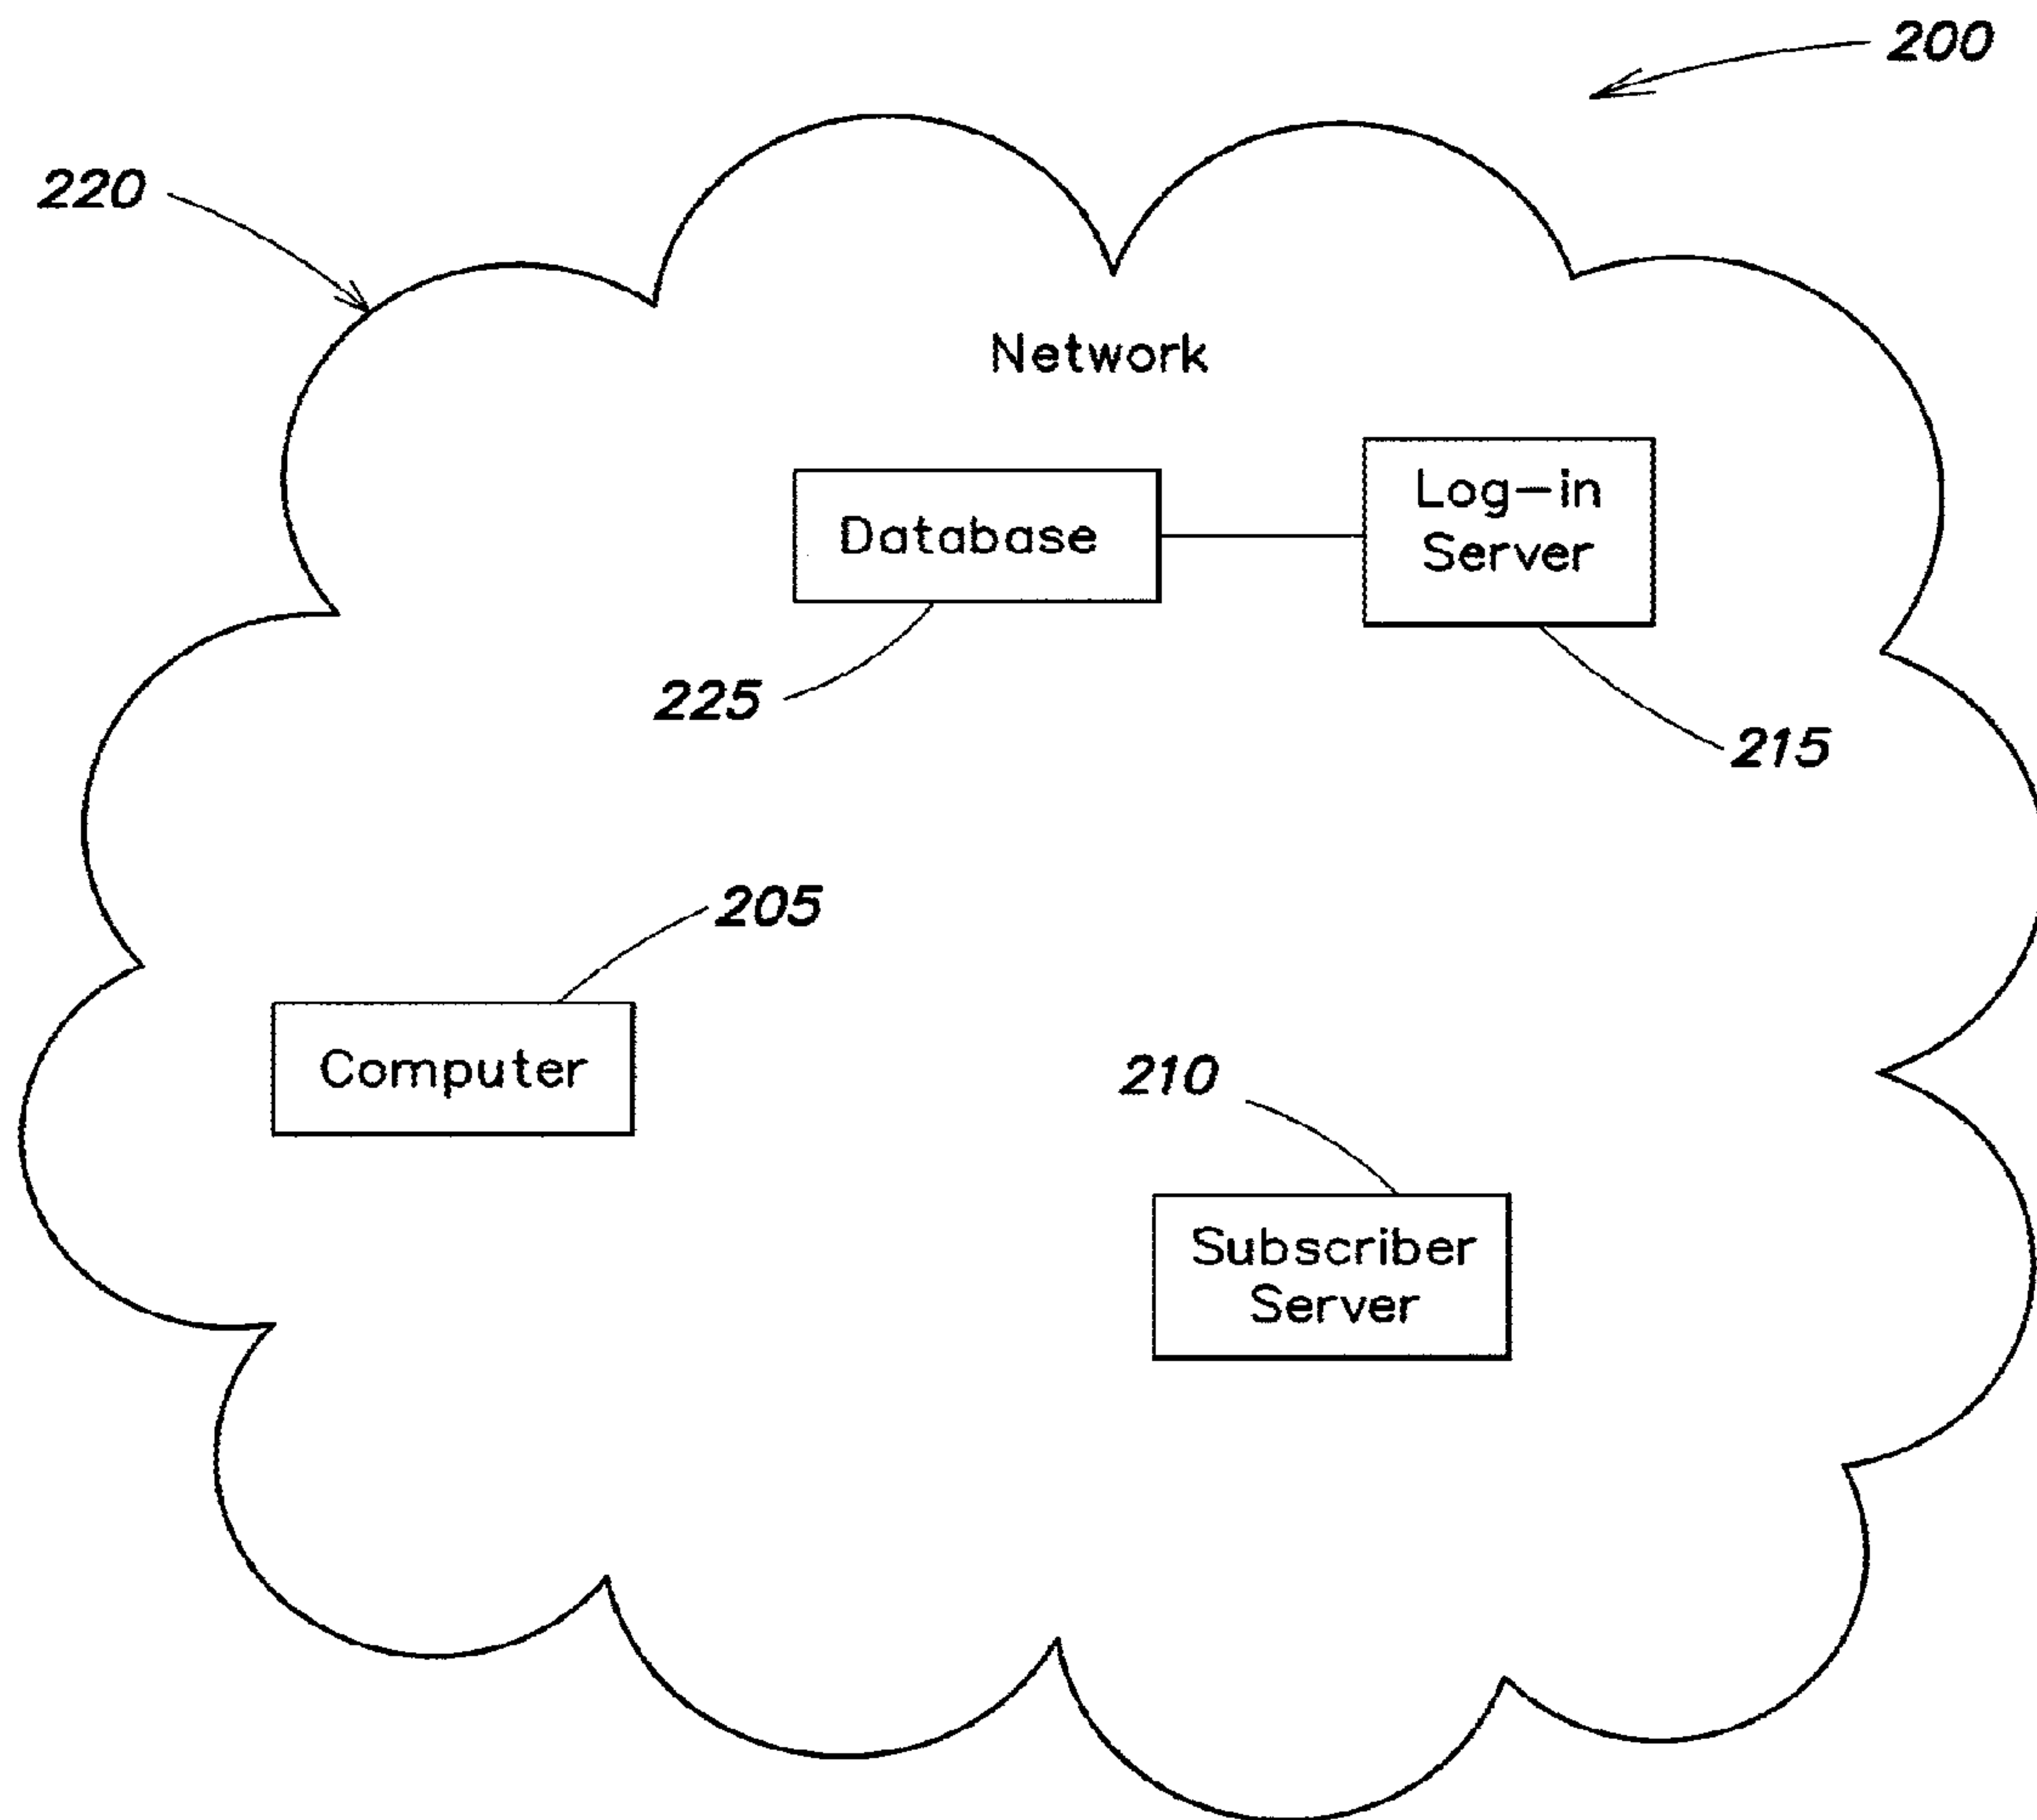 200
220
Network
Database
Log-in
Server
225
215
205
Computer
210
Subscriber
Server